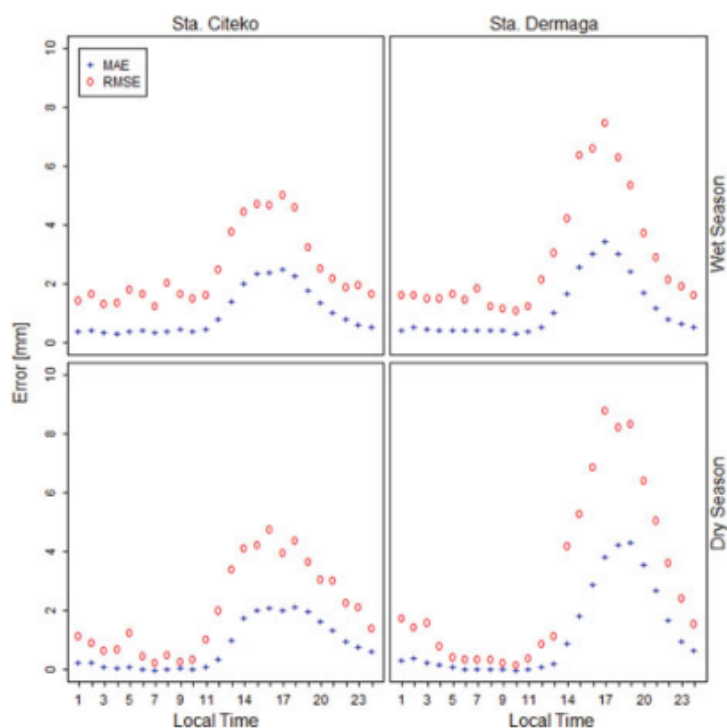 Sta. Citeko
Sta. Dermaga
MAE
RMSE
Error [mm]
Wet Season
Dry Season
0 2 4 6 8 10
0 2 4 6 8 10
1 3 5 7 9 11 14 17 20 23
1 3 5 7 9 11 14 17 20 23
Local Time
Local Time